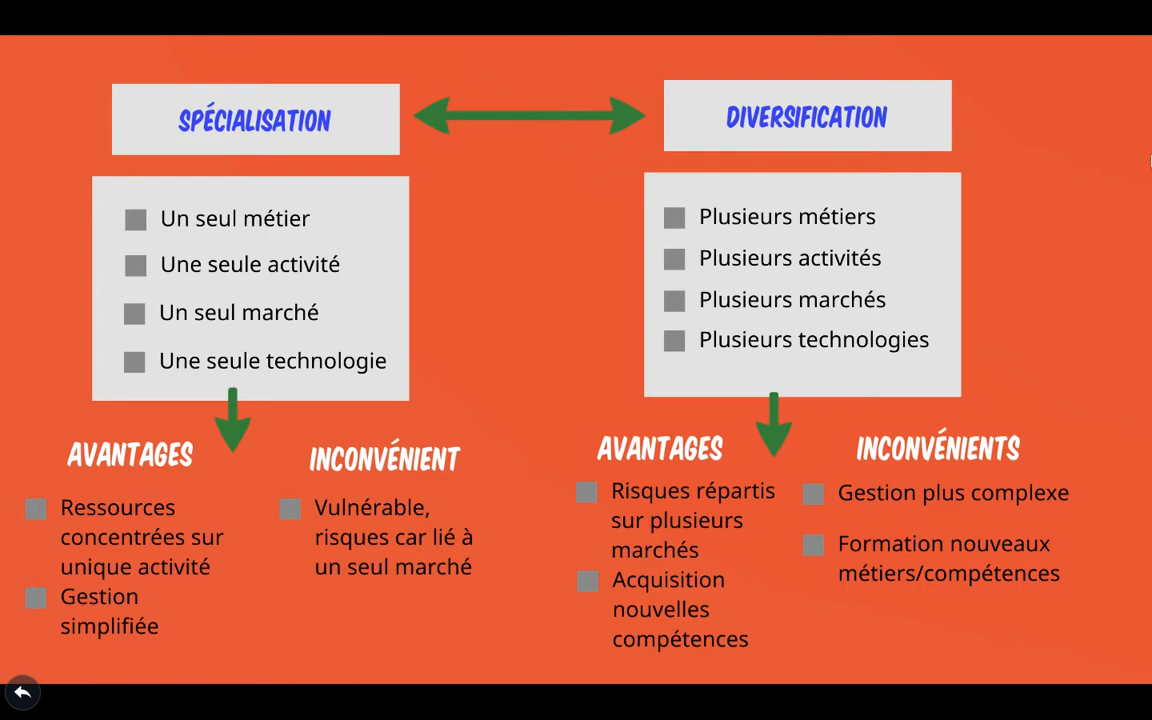 SPÉCIALISATION
DIVERSIFICATION
Un seul métier
Une seule activité
Un seul marché
Une seule technologie
Plusieurs métiers
Plusieurs activités
Plusieurs marchés
Plusieurs technologies
AVANTAGES
Ressources
concentrées sur
unique activité
Gestion
simplifiée
INCONVÉNIENT
Vulnérable,
risques car lié à
un seul marché
AVANTAGES
Risques répartis
sur plusieurs
marchés
Acquisition
nouvelles
compétences
INCONVÉNIENTS
Gestion plus complexe
Formation nouveaux
métiers/compétences